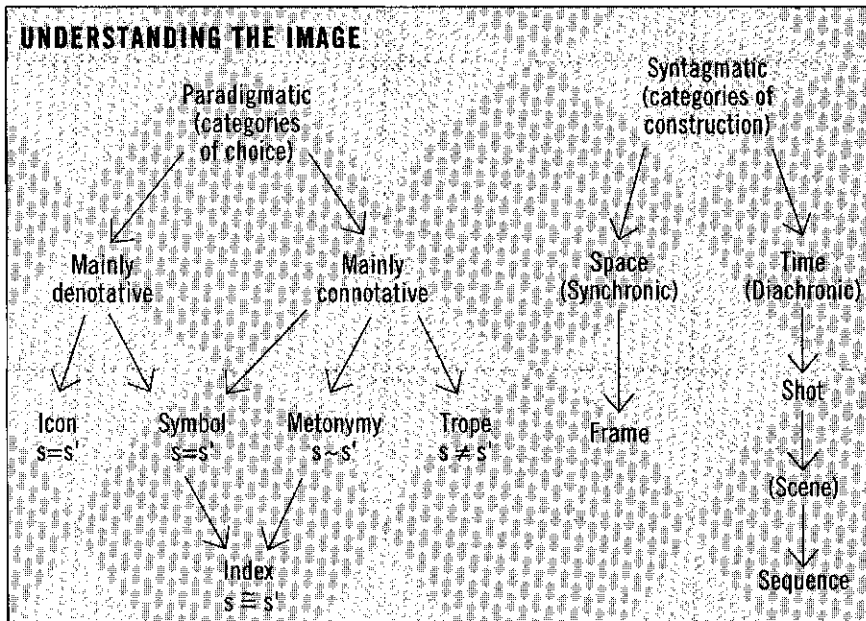 UNDERSTANDING THE IMAGE
Paradigmatic
(categories
of choice)
Syntagmatic
(categories of
construction)
Mainly
denotative
Mainly
connotative
Space
(Synchronic)
Time
(Diachronic)
Icon
s=s'
Symbol
s=s'
Metonymy
s~s'
Trope
s ≠ s'
Index
s ≅ s'
Frame
Shot
(Scene)
Sequence